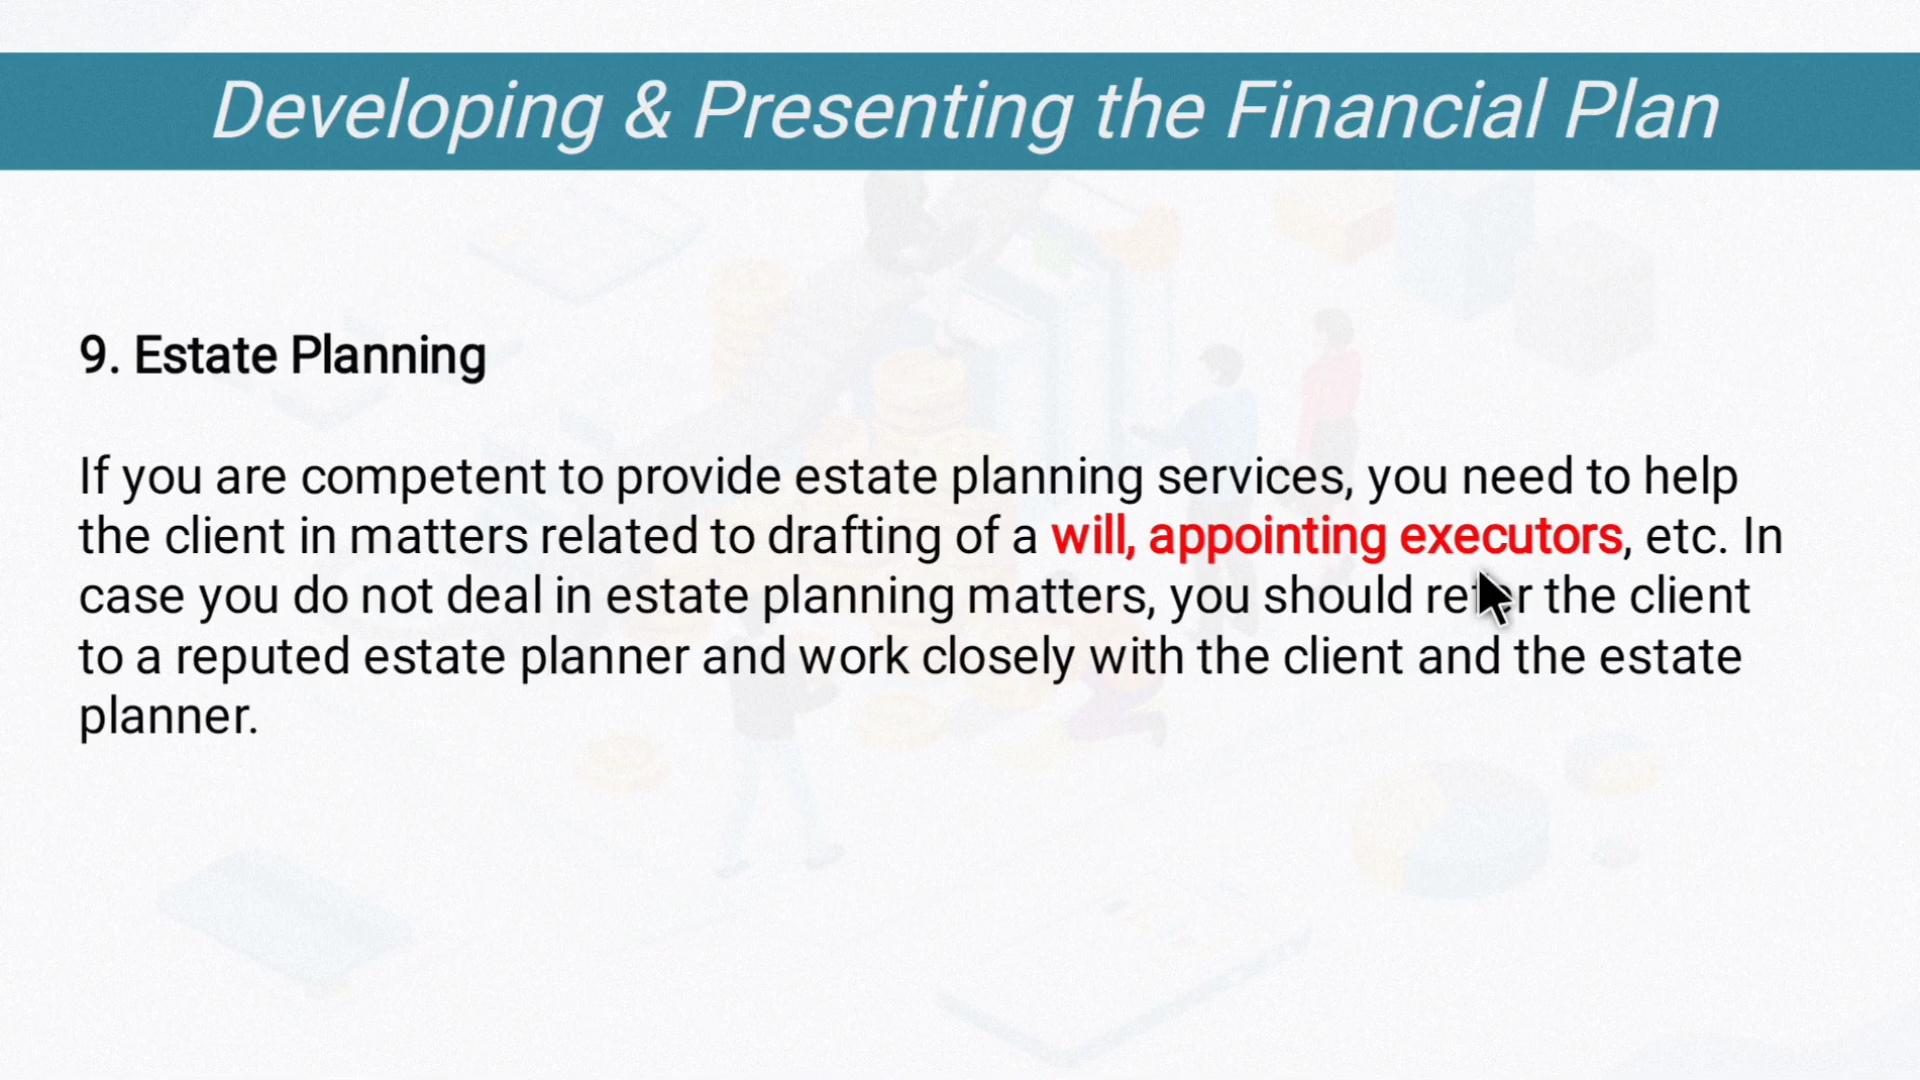 Developing & Presenting the Financial Plan
9. Estate Planning
If you are competent to provide estate planning services, you need to help
the client in matters related to drafting of a will, appointing executors, etc. In
case you do not deal in estate planning matters, you should refer the client
to a reputed estate planner and work closely with the client and the estate
planner.